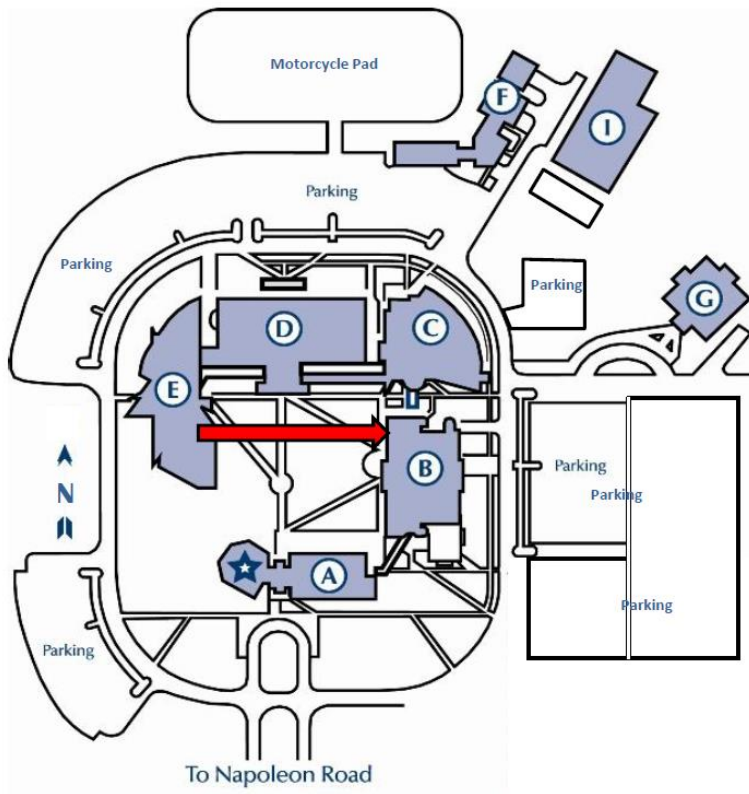 Motorcycle Pad
F
I
Parking
Parking
Parking
G
D
C
E
N
B
Parking
Parking
A
Parking
Parking
To Napoleon Road